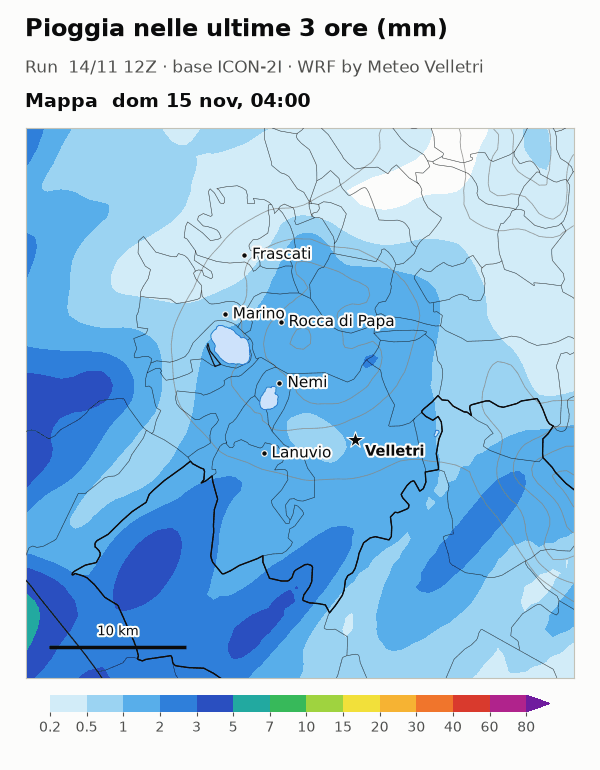 Pioggia nelle ultime 3 ore (mm)
Run 14/11 12Z · base ICON-2I · WRF by Meteo Velletri
Mappa dom 15 nov, 04:00
Frascati
Marino
Rocca di Papa
Nemi
Velletri
Lanuvio
10 km
0.2 0.5 1 2 3 5 7 10 15 20 30 40 60 80